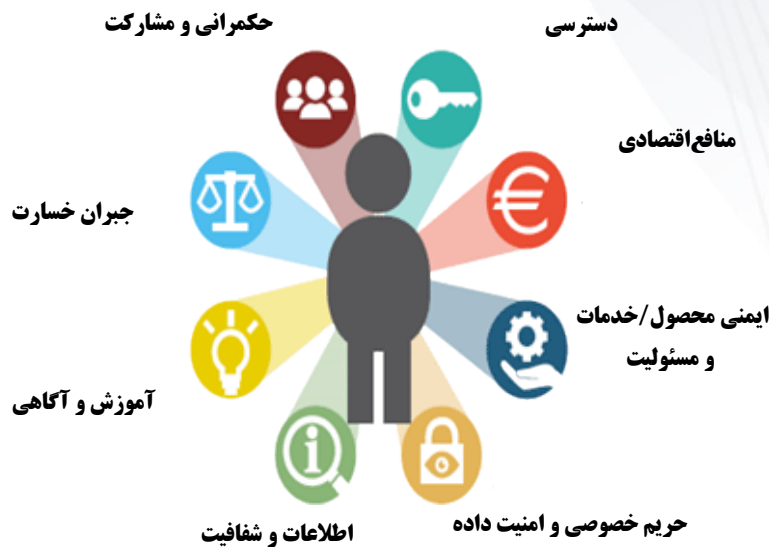 دسترسی
حکمرانی و مشارکت
منافع‌اقتصادی
جبران خسارت
ایمنی محصول/خدمات
و مسئولیت
آموزش و آگاهی
حریم خصوصی و امنیت داده
اطلاعات و شفافیت